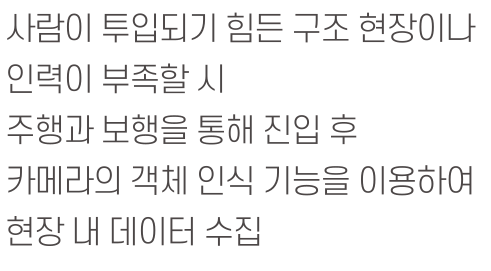 사람이 투입되기 힘든 구조 현장이나
인력이 부족할 시
주행과 보행을 통해 진입 후
카메라의 객체 인식 기능을 이용하여
현장 내 데이터 수집